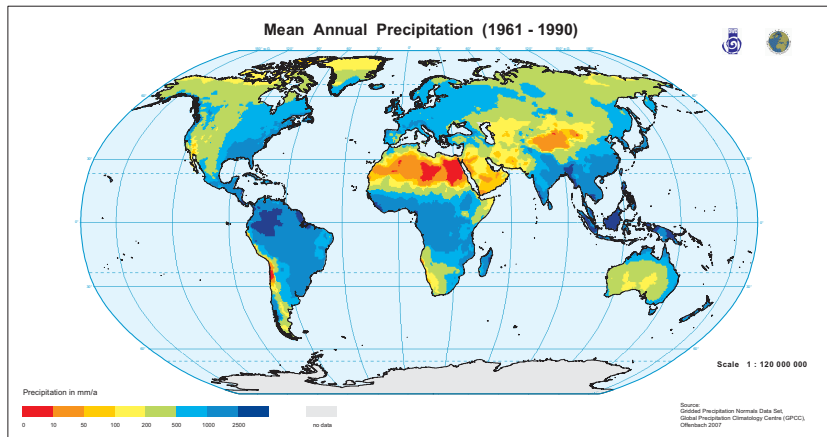 Mean Annual Precipitation (1961 - 1990)
Scale 1 : 120 000 000
Precipitation in mm/a
0 10 50 100 200 500 1000 2500 no data
Source:
Gridded Precipitation Normals Data Set,
Global Precipitation Climatology Centre (GPCC),
Offenbach 2007